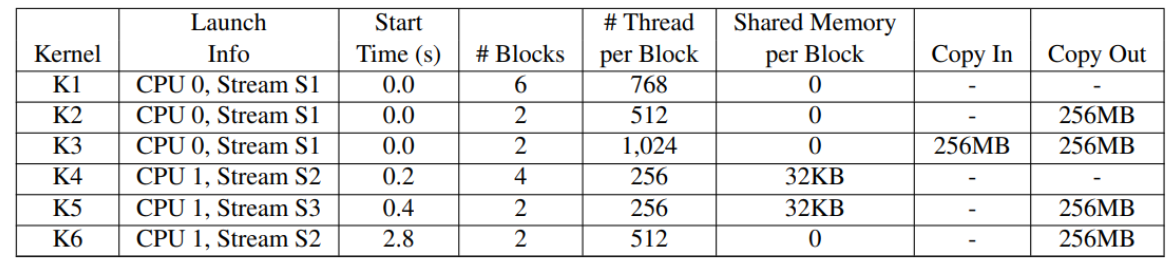 Launch Start # Thread Shared Memory
Kernel Info Time (s) # Blocks per Block per Block Copy In Copy Out
K1 CPU 0, Stream S1 0.0 6 768 0 - -
K2 CPU 0, Stream S1 0.0 2 512 0 - 256MB
K3 CPU 0, Stream S1 0.0 2 1,024 0 256MB 256MB
K4 CPU 1, Stream S2 0.2 4 256 32KB - -
K5 CPU 1, Stream S3 0.4 2 256 32KB - 256MB
K6 CPU 1, Stream S2 2.8 2 512 0 - 256MB